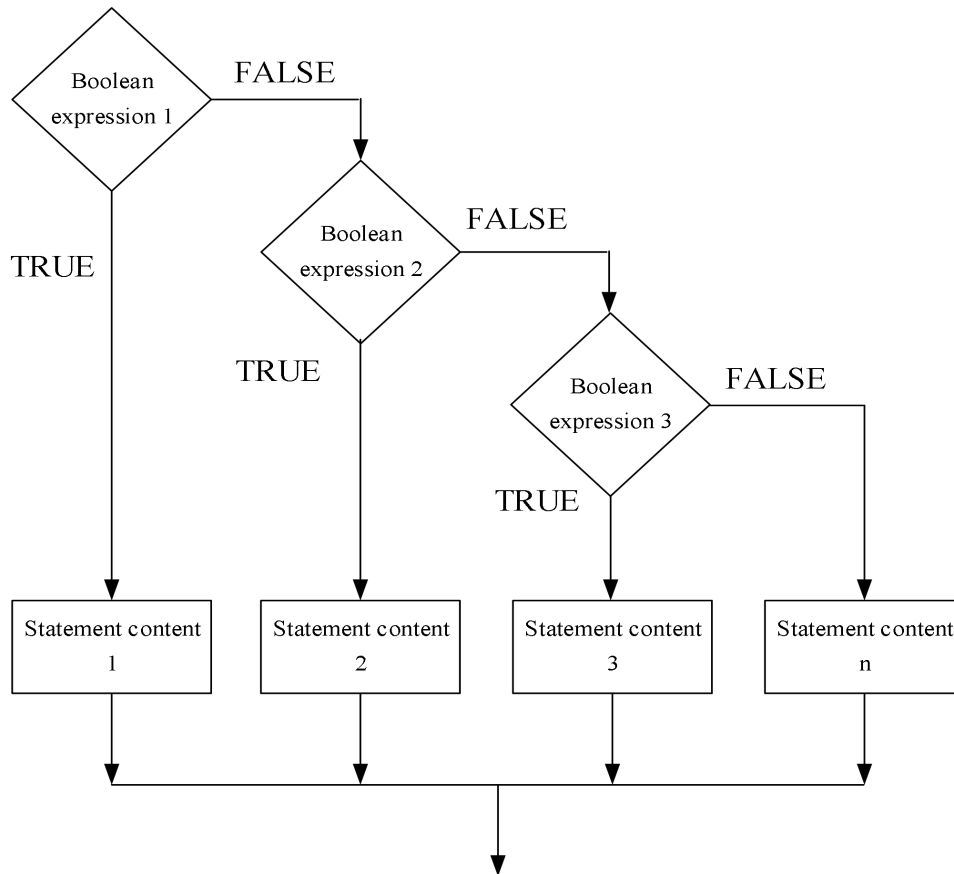 Boolean
expression 1
FALSE
TRUE
Boolean
expression 2
FALSE
TRUE
Boolean
expression 3
FALSE
TRUE
Statement content
1
Statement content
2
Statement content
3
Statement content
n